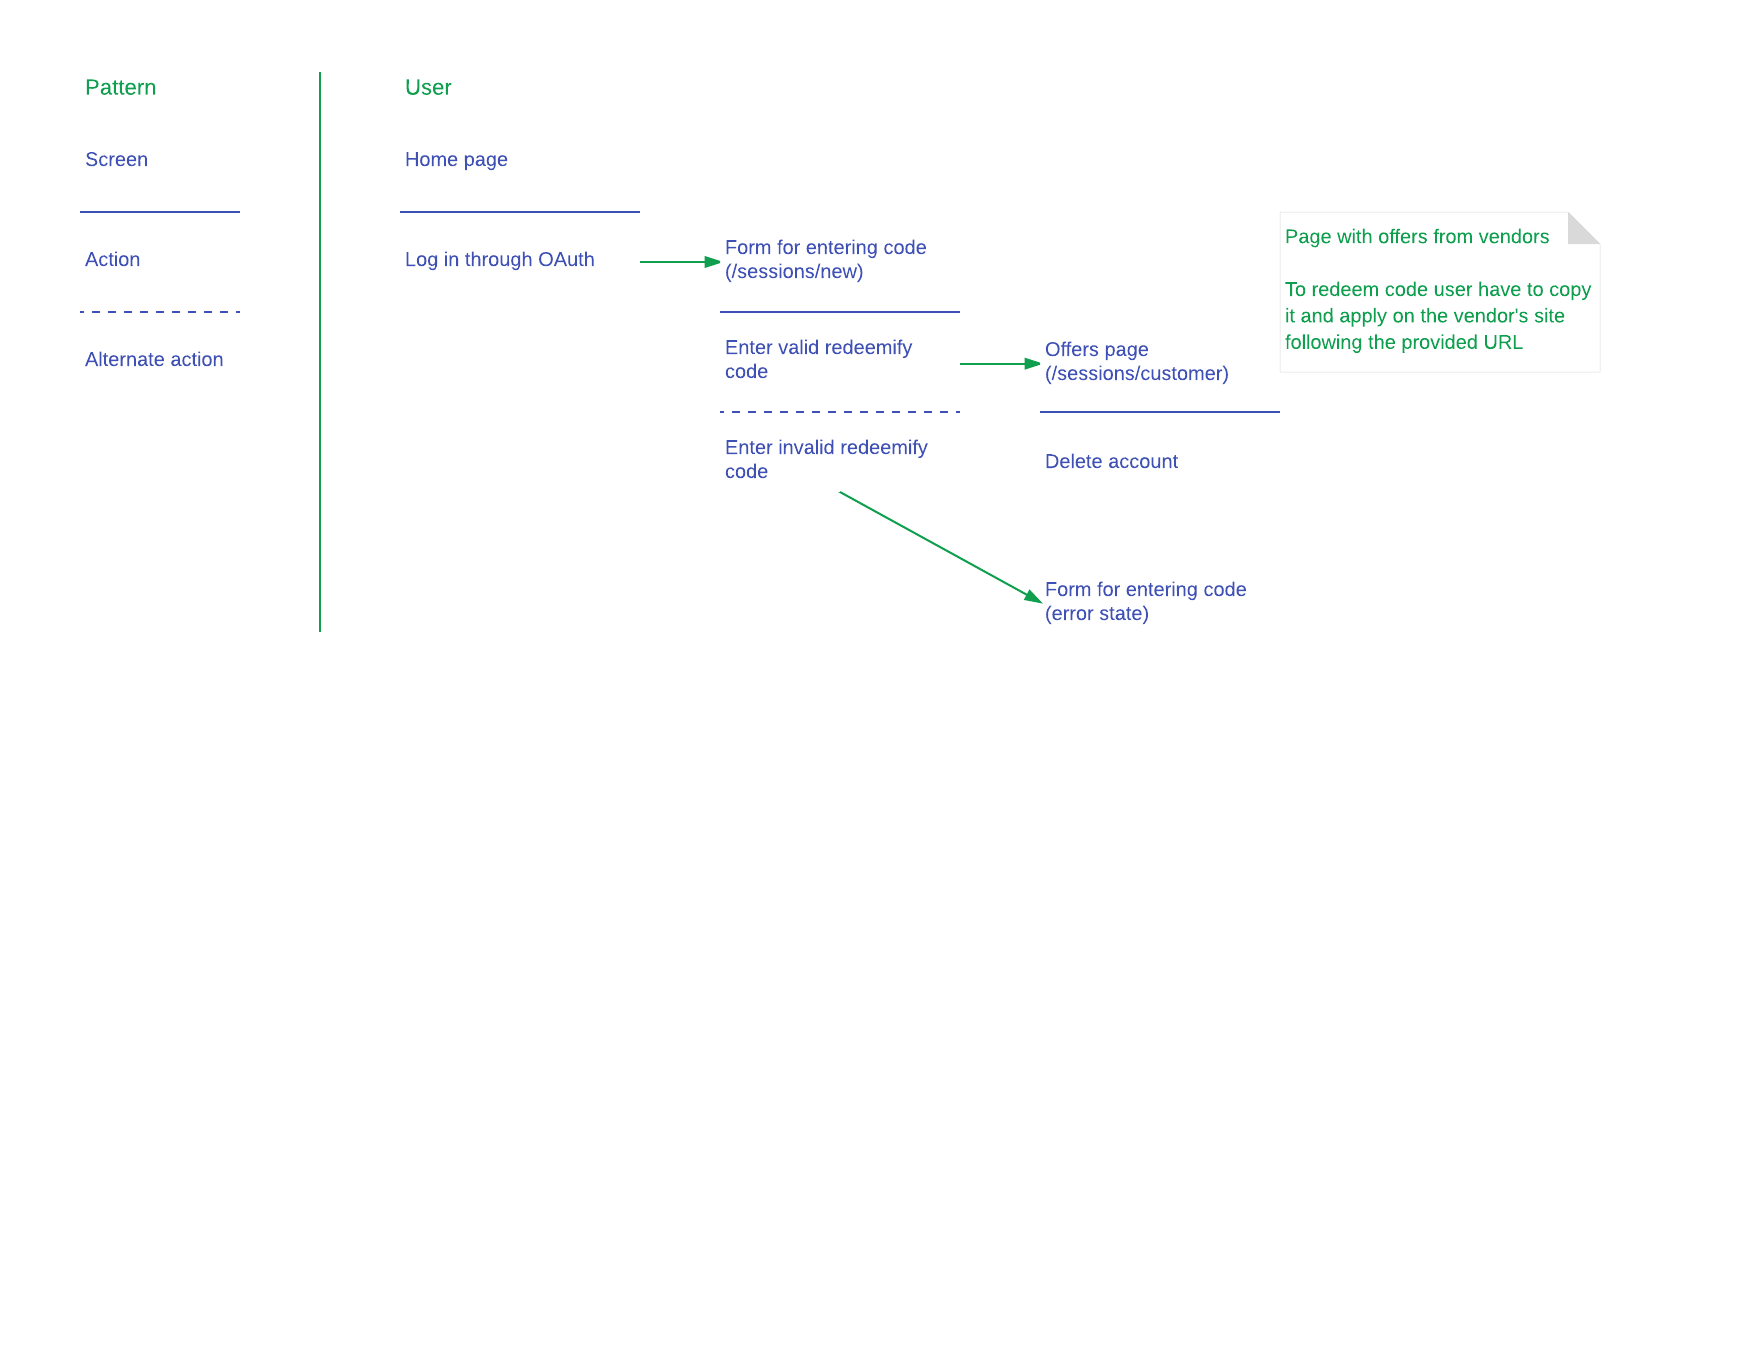 Pattern
Screen
Action
Alternate action
User
Home page
Log in through OAuth
Form for entering code
(/sessions/new)
Enter valid redeemify
code
Enter invalid redeemify
code
Offers page
(/sessions/customer)
Delete account
Form for entering code
(error state)
Page with offers from vendors
To redeem code user have to copy
it and apply on the vendor's site
following the provided URL